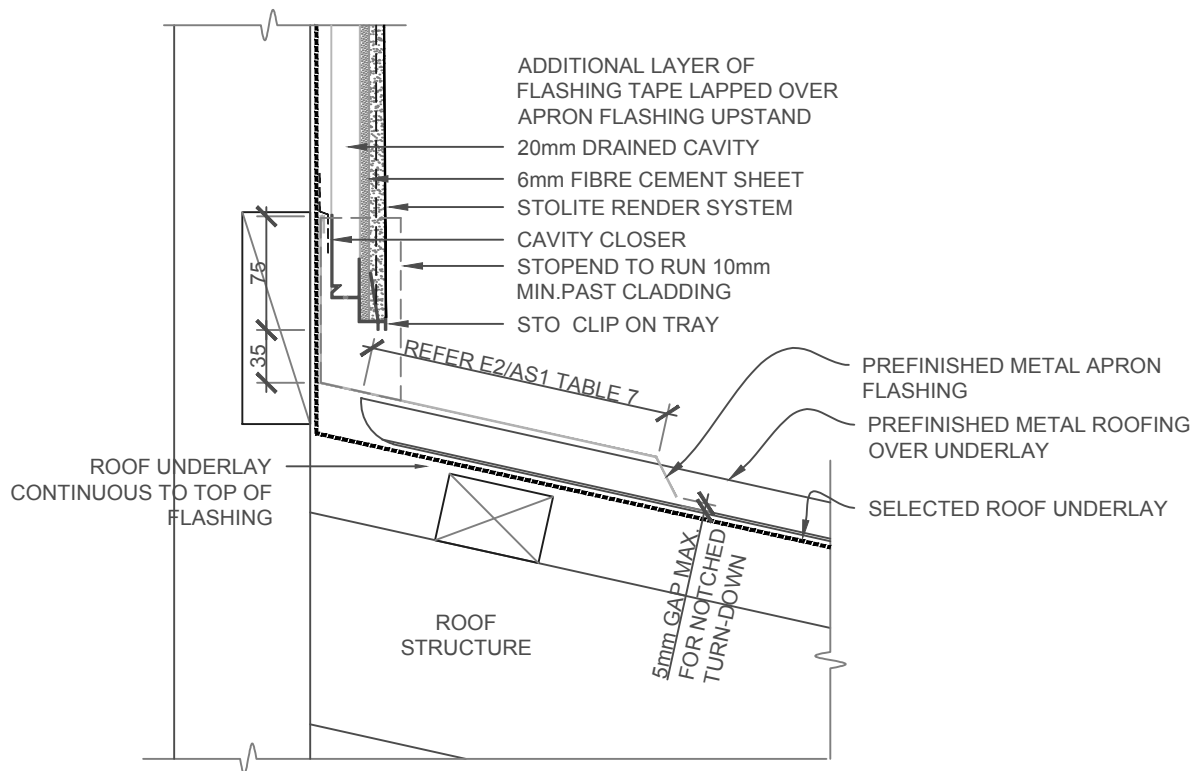 ADDITIONAL LAYER OF
FLASHING TAPE LAPPED OVER
APRON FLASHING UPSTAND
20mm DRAINED CAVITY
6mm FIBRE CEMENT SHEET
STOLITE RENDER SYSTEM
CAVITY CLOSER
STOPEND TO RUN 10mm
MIN.PAST CLADDING
STO CLIP ON TRAY
75
35
REFER E2/AS1 TABLE 7
PREFINISHED METAL APRON
FLASHING
PREFINISHED METAL ROOFING
OVER UNDERLAY
SELECTED ROOF UNDERLAY
ROOF UNDERLAY
CONTINUOUS TO TOP OF
FLASHING
5mm GAP MAX.
FOR NOTCHED
TURN-DOWN
ROOF
STRUCTURE